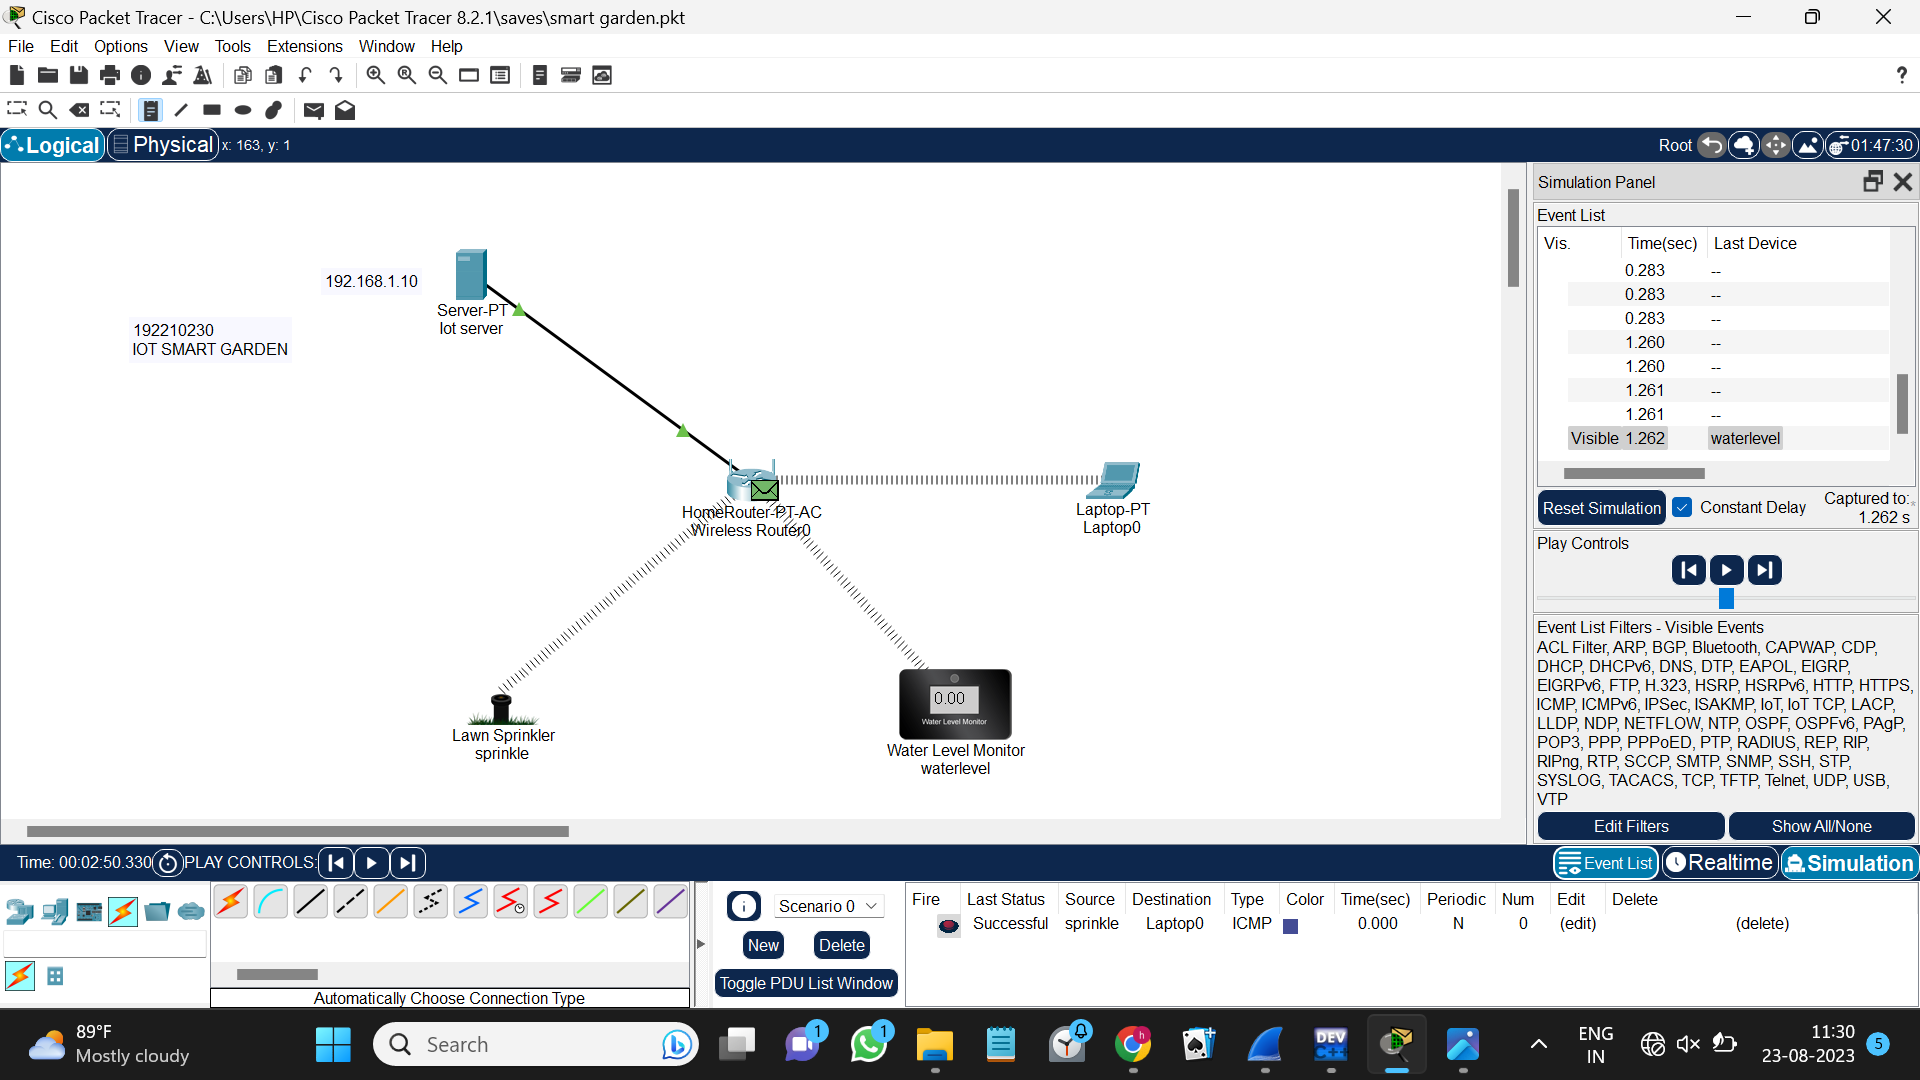 Cisco Packet Tracer - C:\Users\HP\Cisco Packet Tracer 8.2.1\saves\smart garden.pkt
File Edit Options View Tools Extensions Window Help
?
Logical Physical x: 163, y: 1 Root 01:47:30
Simulation Panel
Event List
Vis. Time(sec) Last Device
0.283 --
0.283 --
0.283 --
1.260 --
1.260 --
1.261 --
1.261 --
Visible 1.262 waterlevel
Reset Simulation Constant Delay Captured to:
1.262 s
Play Controls
Event List Filters - Visible Events
ACL Filter, ARP, BGP, Bluetooth, CAPWAP, CDP,
DHCP, DHCPv6, DNS, DTP, EAPOL, EIGRP,
EIGRPv6, FTP, H.323, HSRP, HSRPv6, HTTP, HTTPS,
ICMP, ICMPv6, IPSec, ISAKMP, IoT, IoT TCP, LACP,
LLDP, NDP, NETFLOW, NTP, OSPF, OSPFv6, PAgP,
POP3, PPP, PPPoED, PTP, RADIUS, REP, RIP,
RIPng, RTP, SCCP, SMTP, SNMP, SSH, STP,
SYSLOG, TACACS, TCP, TFTP, Telnet, UDP, USB,
VTP
Edit Filters Show All/None
192.168.1.10
Server-PT
Iot server
192210230
IOT SMART GARDEN
HomeRouter-PT-AC
Wireless Router0
Laptop-PT
Laptop0
Lawn Sprinkler
sprinkle
0.00
Water Level Monitor
Water Level Monitor
waterlevel
Time: 00:02:50.330 PLAY CONTROLS: Event List Realtime Simulation
Scenario 0
New Delete
Toggle PDU List Window
Fire Last Status Source Destination Type Color Time(sec) Periodic Num Edit Delete
Successful sprinkle Laptop0 ICMP 0.000 N 0 (edit) (delete)
Automatically Choose Connection Type
89°F
Mostly cloudy
Search
1
1
h
DEV
C++
ENG
IN
11:30
23-08-2023
5